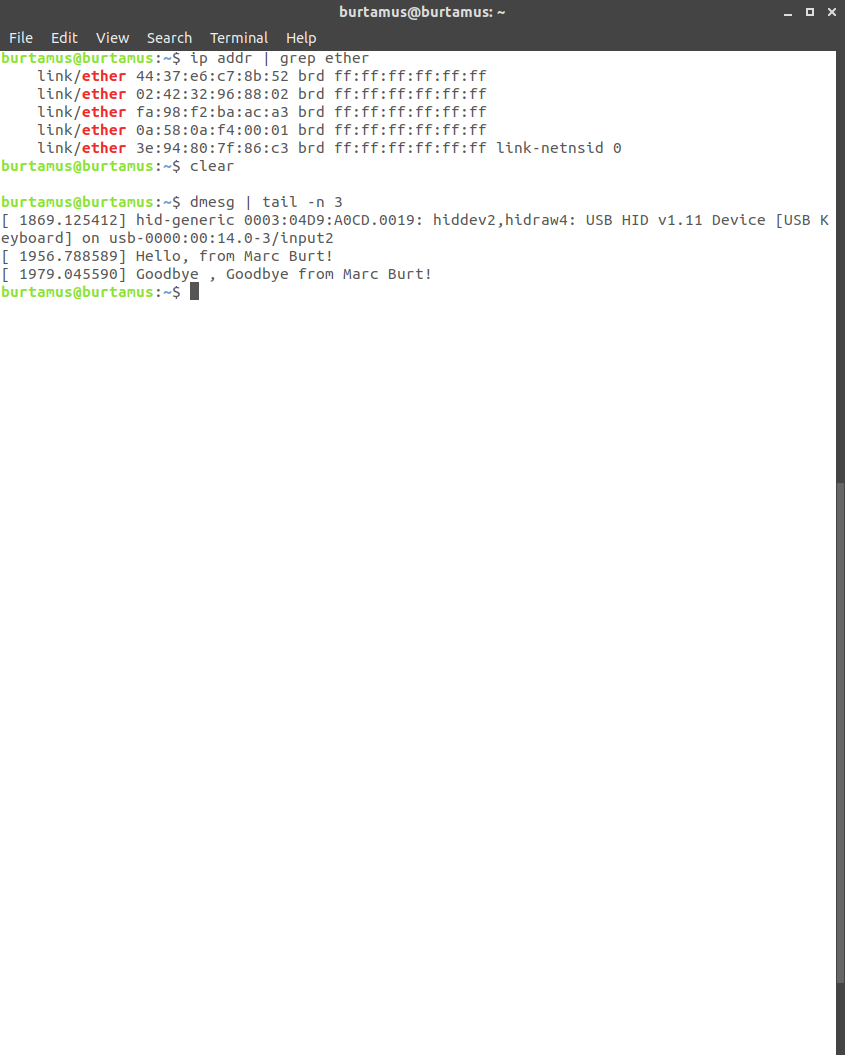 burtamus@burtamus: ~
File Edit View Search Terminal Help
burtamus@burtamus:~$ ip addr | grep ether
    link/ether 44:37:e6:c7:8b:52 brd ff:ff:ff:ff:ff:ff
    link/ether 02:42:32:96:88:02 brd ff:ff:ff:ff:ff:ff
    link/ether fa:98:f2:ba:ac:a3 brd ff:ff:ff:ff:ff:ff
    link/ether 0a:58:0a:f4:00:01 brd ff:ff:ff:ff:ff:ff
    link/ether 3e:94:80:7f:86:c3 brd ff:ff:ff:ff:ff:ff link-netnsid 0
burtamus@burtamus:~$ clear
burtamus@burtamus:~$ dmesg | tail -n 3
[ 1869.125412] hid-generic 0003:04D9:A0CD.0019: hiddev2,hidraw4: USB HID v1.11 Device [USB K
eyboard] on usb-0000:00:14.0-3/input2
[ 1956.788589] Hello, from Marc Burt!
[ 1979.045590] Goodbye , Goodbye from Marc Burt!
burtamus@burtamus:~$